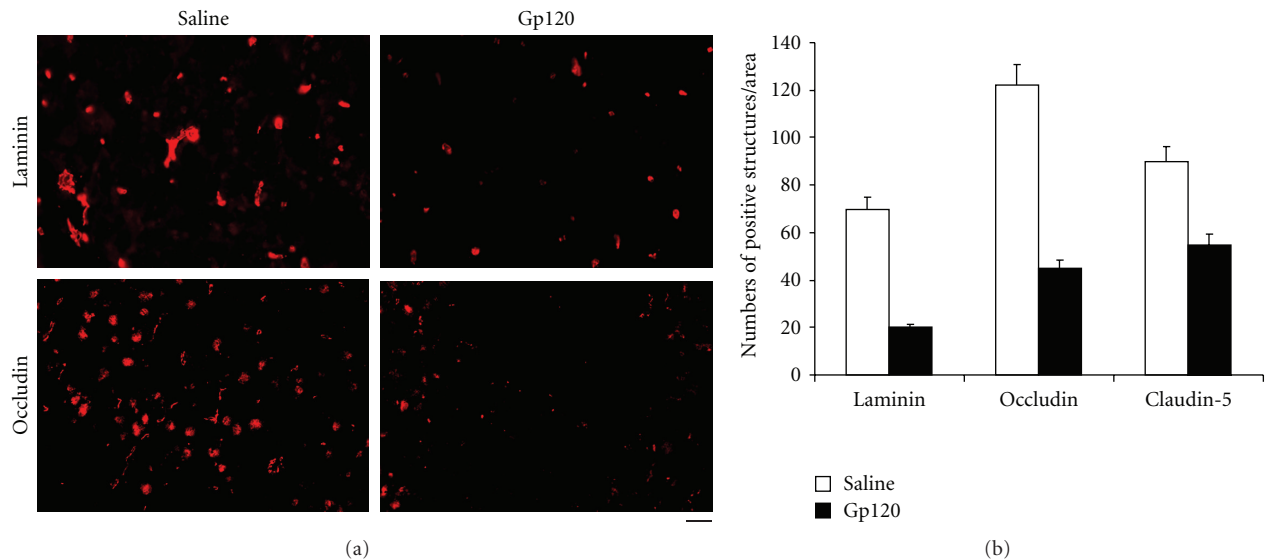 Saline
Gp120
Laminin
Occludin
(a)
Numbers of positive structures/area
140
120
100
80
60
40
20
0
Laminin
Occludin
Claudin-5
Saline
Gp120
(b)